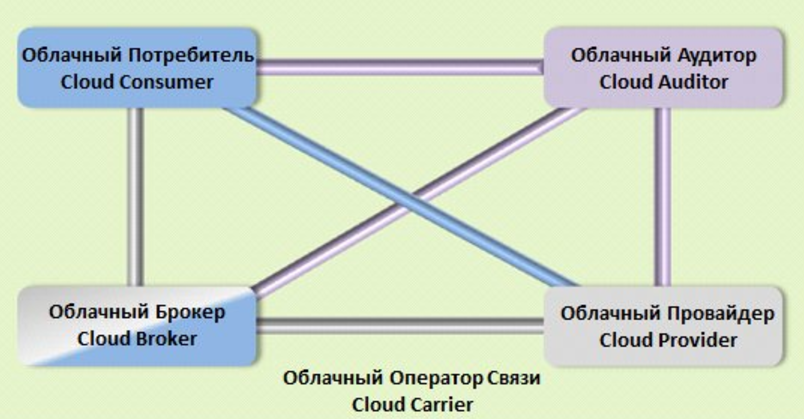 Облачный Потребитель
Cloud Consumer
Облачный Аудитор
Cloud Auditor
Облачный Брокер
Cloud Broker
Облачный Провайдер
Cloud Provider
Облачный Оператор Связи
Cloud Carrier